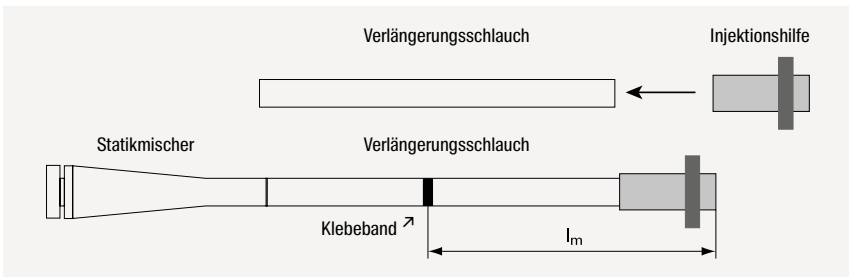 Verlängerungsschlauch
Injektionshilfe
Statikmischer
Verlängerungsschlauch
Klebeband
lm